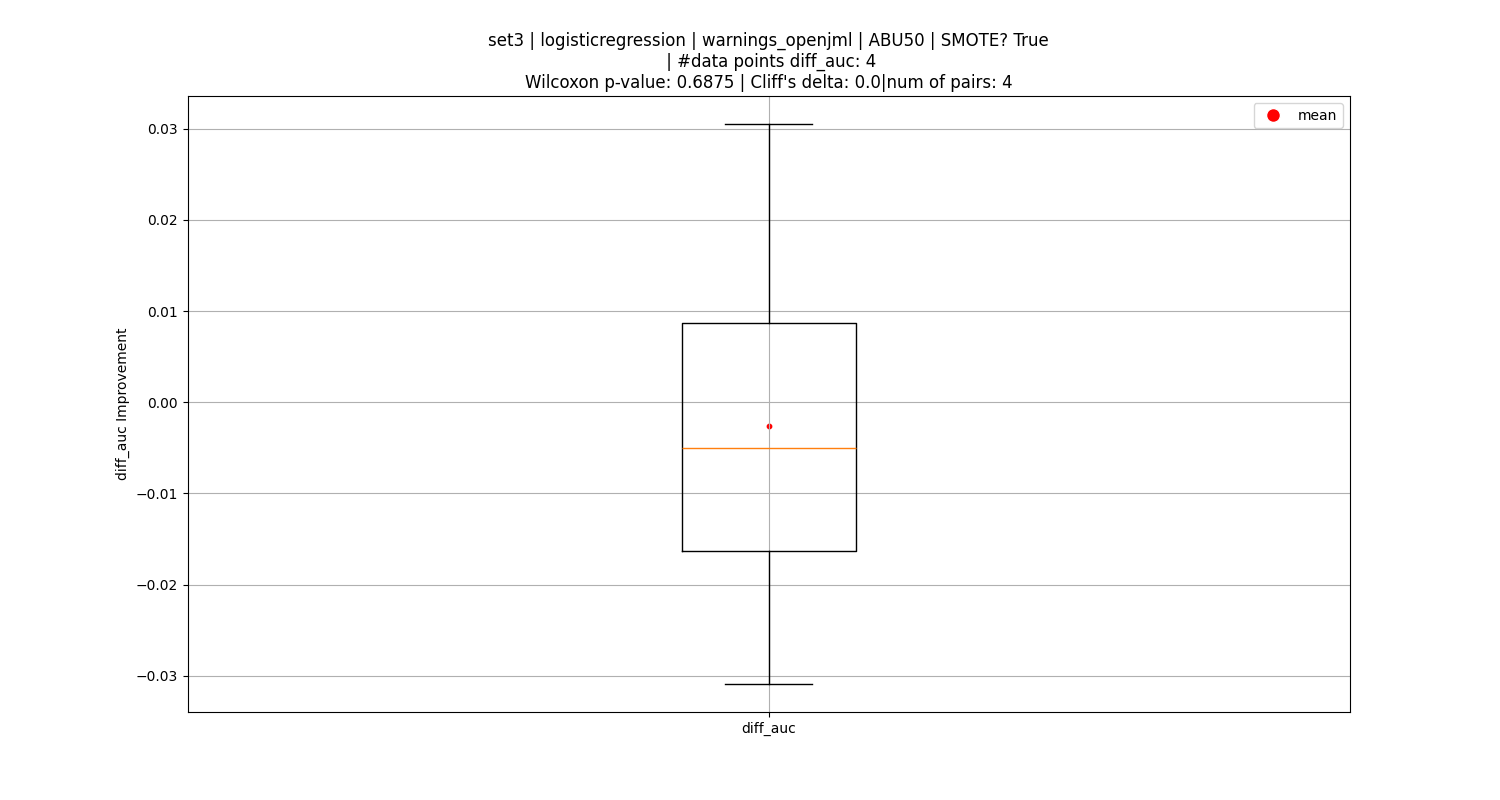 set3 | logisticregression | warnings_openjml | ABU50 | SMOTE? True
| #data points diff_auc: 4
Wilcoxon p-value: 0.6875 | Cliff's delta: 0.0|num of pairs: 4
mean
0.03
0.02
0.01
0.00
−0.01
−0.02
−0.03
diff_auc Improvement
diff_auc